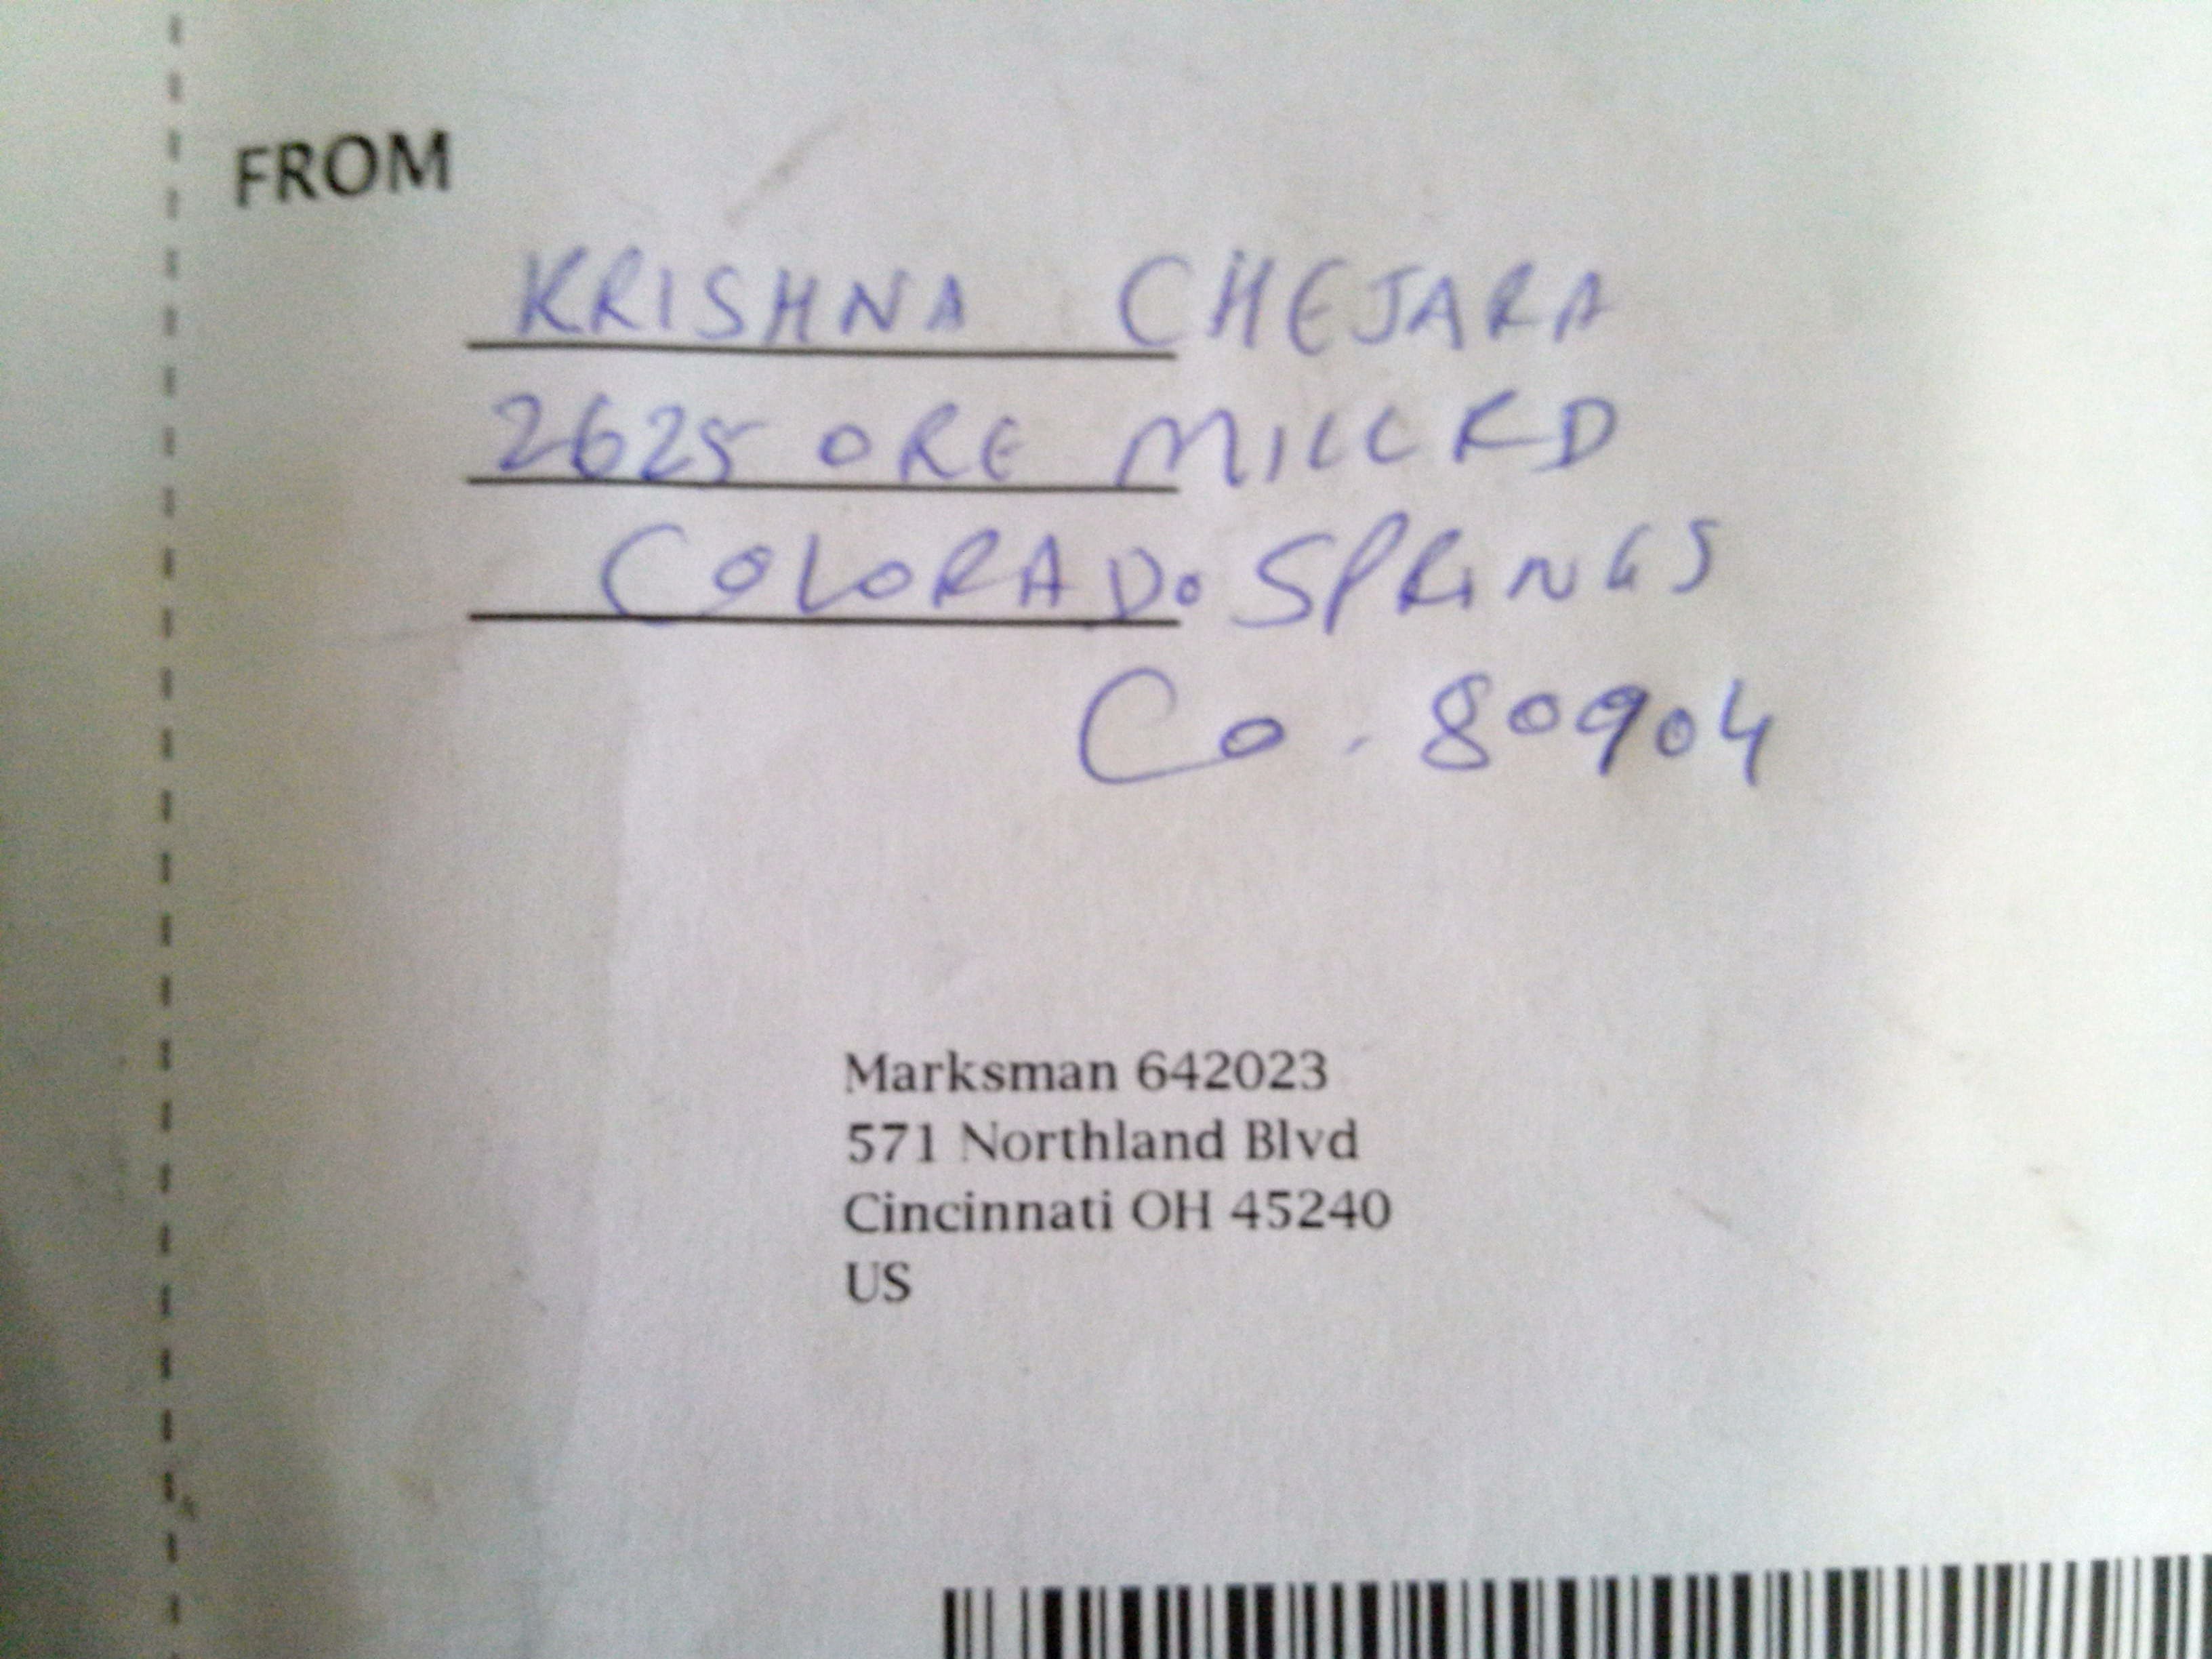 FROM
KRISHNA CHEJARA
2625 ORE MILL RD
COLORADO SPRINGS
Co. 80904
Marksman 642023
571 Northland Blvd
Cincinnati OH 45240
US